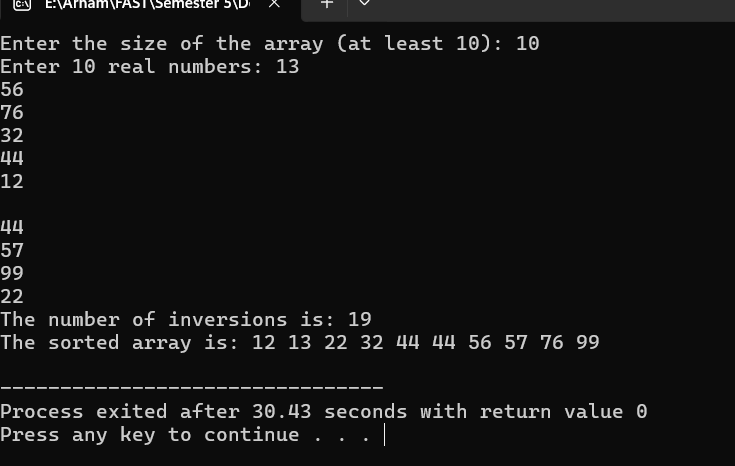 E:\Arham\FAST\Semester 5\D
Enter the size of the array (at least 10): 10
Enter 10 real numbers: 13
56
76
32
44
12
44
57
99
22
The number of inversions is: 19
The sorted array is: 12 13 22 32 44 44 56 57 76 99
--------------------------------
Process exited after 30.43 seconds with return value 0
Press any key to continue . . .